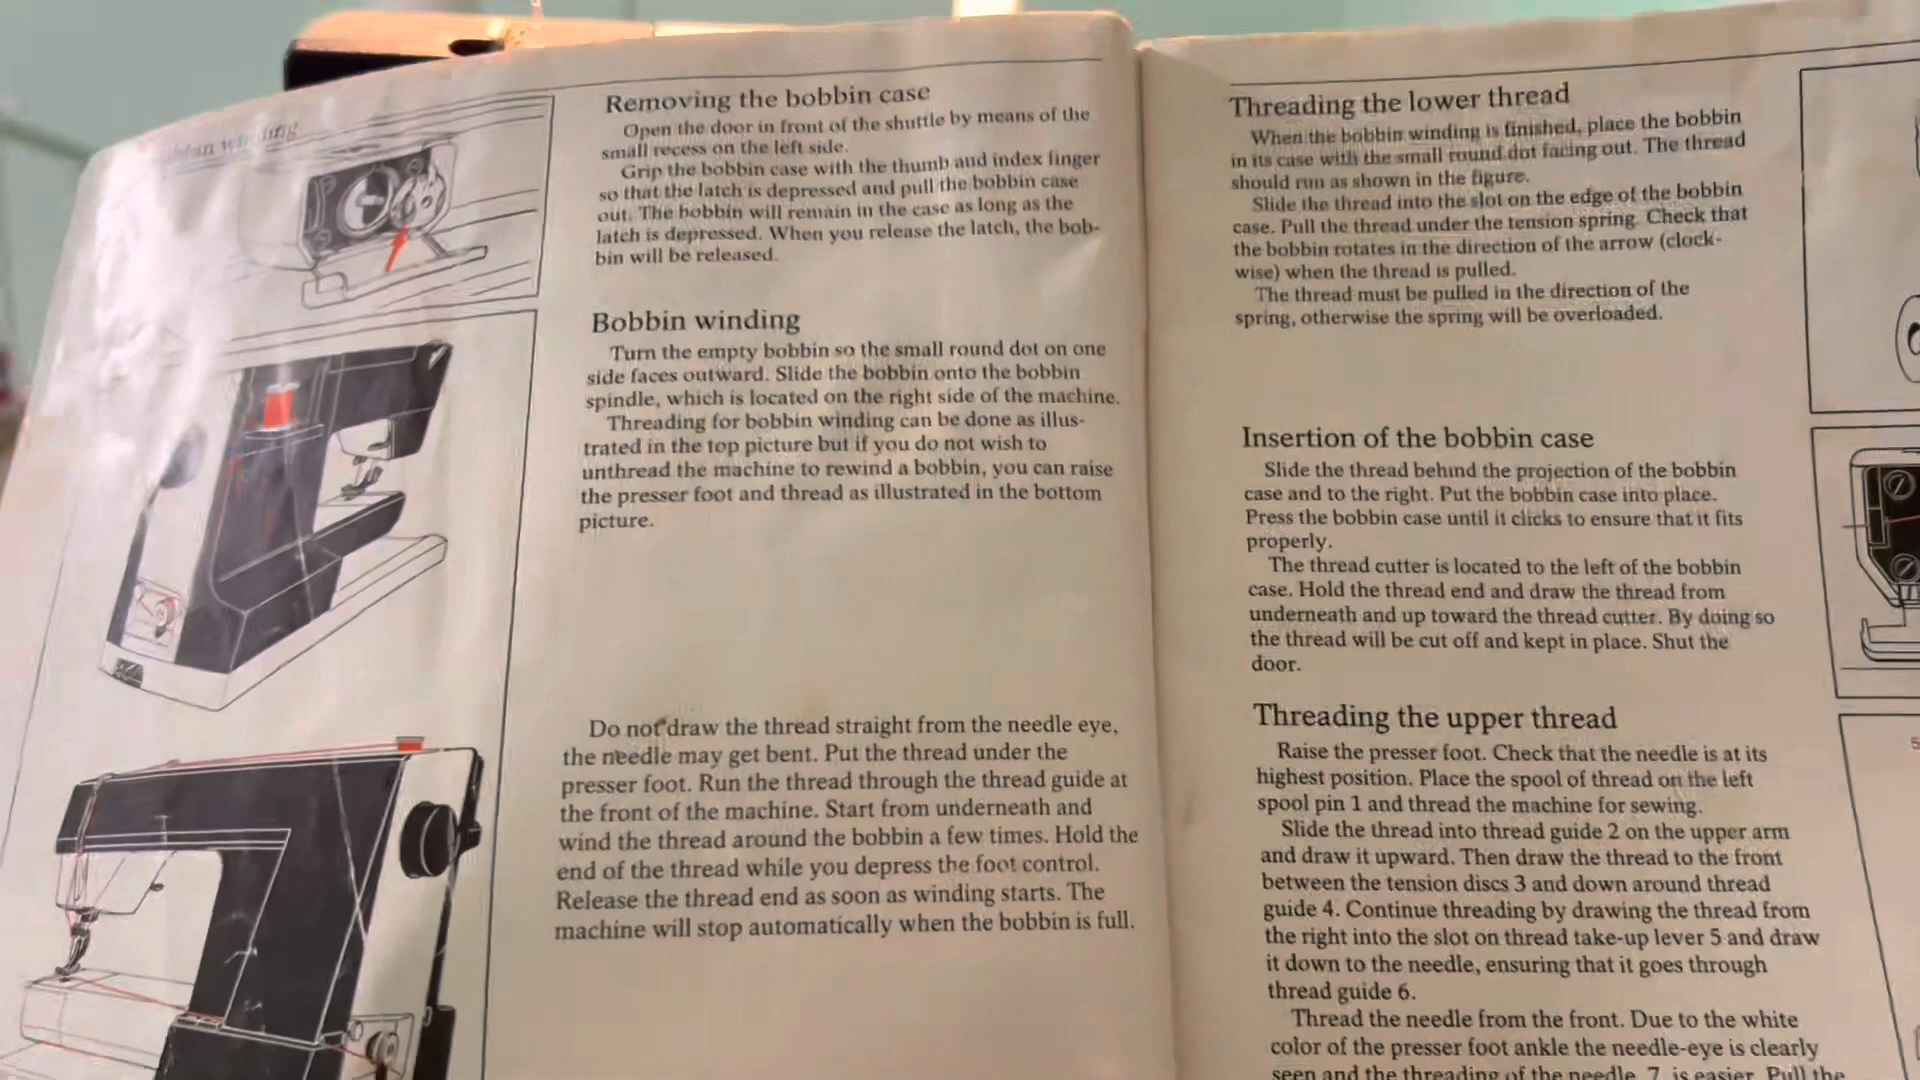 Removing the bobbin case
Open the door in front of the shuttle by means of the
small recess on the left side.
Grip the bobbin case with the thumb and index finger
so that the latch is depressed and pull the bobbin case
out. The bobbin will remain in the case as long as the
latch is depressed. When you release the latch, the bob-
bin will be released.
Bobbin winding
Turn the empty bobbin so the small round dot on one
side faces outward. Slide the bobbin onto the bobbin
spindle, which is located on the right side of the machine.
Threading for bobbin winding can be done as illus-
trated in the top picture but if you do not wish to
unthread the machine to rewind a bobbin, you can raise
the presser foot and thread as illustrated in the bottom
picture.
Do not draw the thread straight from the needle eye,
the needle may get bent. Put the thread under the
presser foot. Run the thread through the thread guide at
the front of the machine. Start from underneath and
wind the thread around the bobbin a few times. Hold the
end of the thread while you depress the foot control.
Release the thread end as soon as winding starts. The
machine will stop automatically when the bobbin is full.
Threading the lower thread
When the bobbin winding is finished, place the bobbin
in its case with the small round dot facing out. The thread
should run as shown in the figure.
Slide the thread into the slot on the edge of the bobbin
case. Pull the thread under the tension spring. Check that
the bobbin rotates in the direction of the arrow (clock-
wise) when the thread is pulled.
The thread must be pulled in the direction of the
spring, otherwise the spring will be overloaded.
Insertion of the bobbin case
Slide the thread behind the projection of the bobbin
case and to the right. Put the bobbin case into place.
Press the bobbin case until it clicks to ensure that it fits
properly.
The thread cutter is located to the left of the bobbin
case. Hold the thread end and draw the thread from
underneath and up toward the thread cutter. By doing so
the thread will be cut off and kept in place. Shut the
door.
Threading the upper thread
Raise the presser foot. Check that the needle is at its
highest position. Place the spool of thread on the left
spool pin 1 and thread the machine for sewing.
Slide the thread into thread guide 2 on the upper arm
and draw it upward. Then draw the thread to the front
between the tension discs 3 and down around thread
guide 4. Continue threading by drawing the thread from
the right into the slot on thread take-up lever 5 and draw
it down to the needle, ensuring that it goes through
thread guide 6.
Thread the needle from the front. Due to the white
color of the presser foot ankle the needle-eye is clearly
seen and the threading of the needle, 7, is easier. Pull the
5